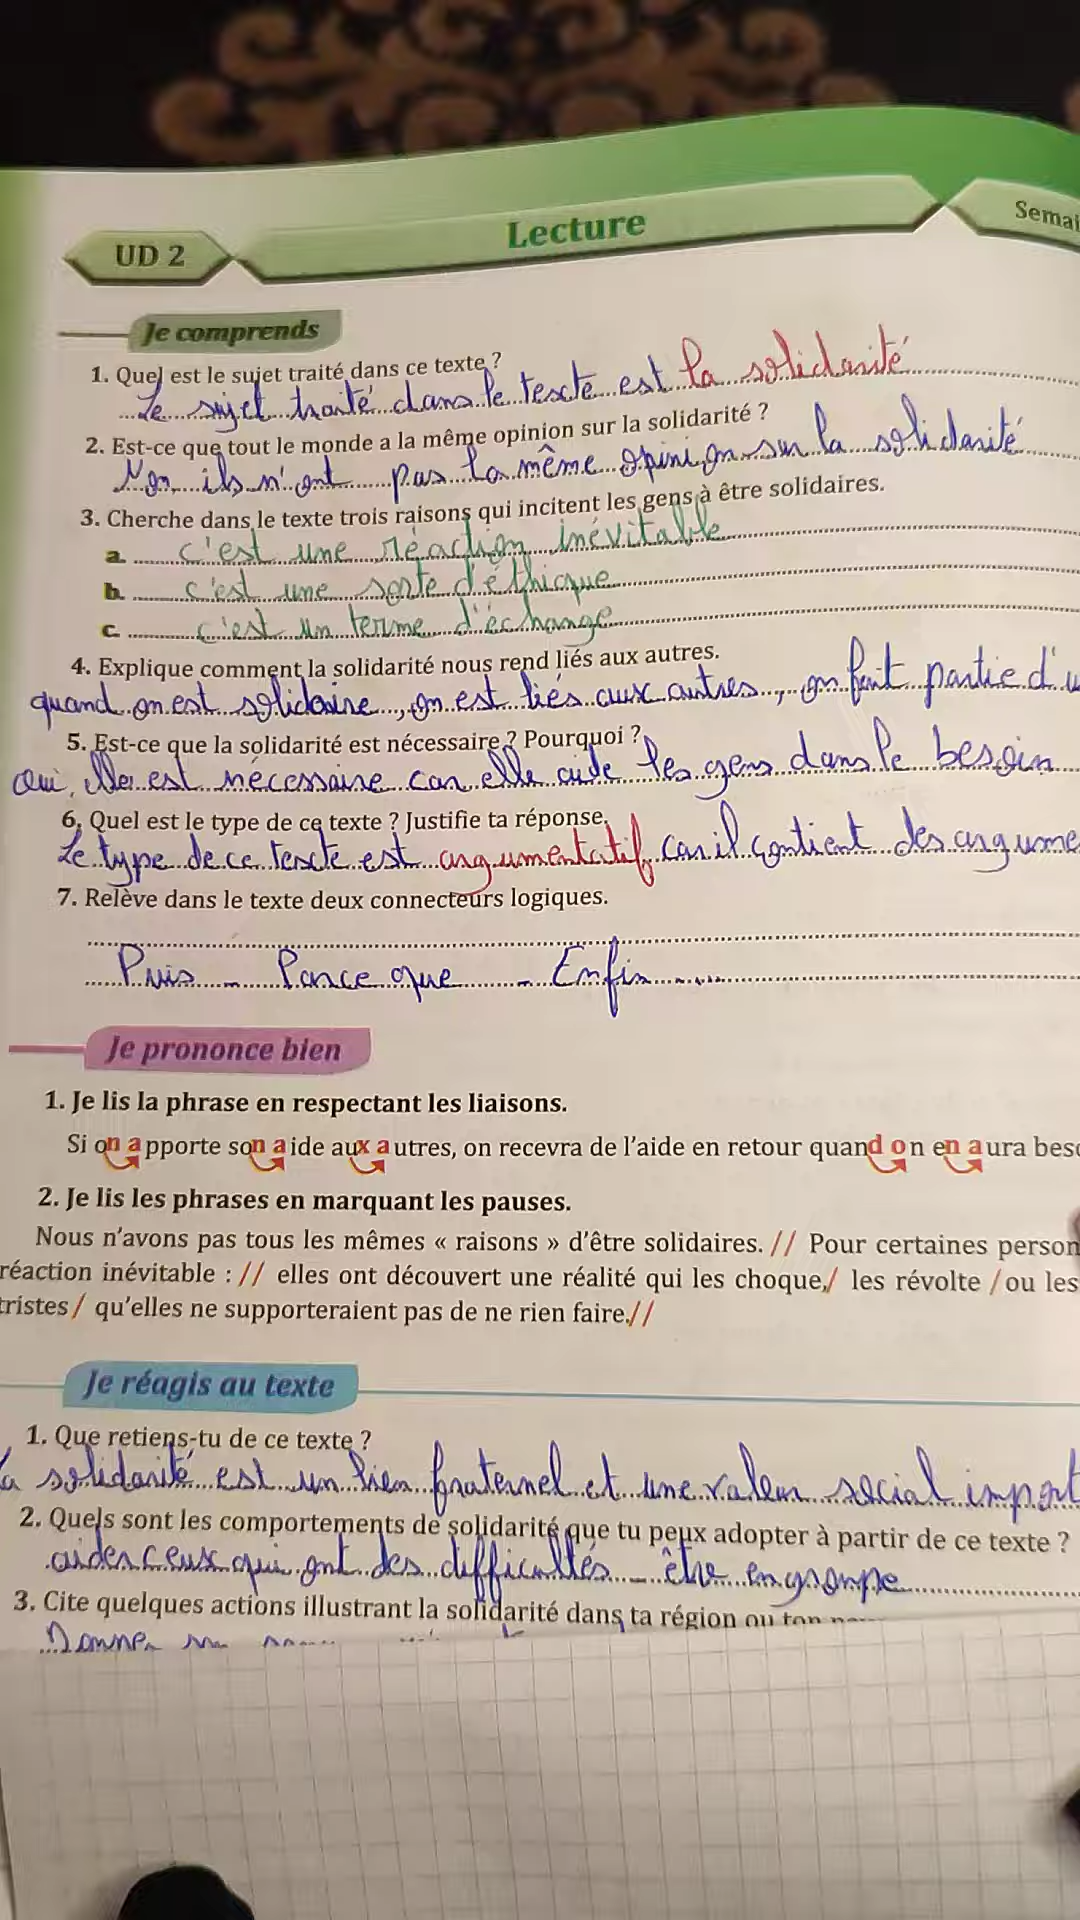 UD 2
Lecture
Semai
Je comprends
1. Quel est le sujet traité dans ce texte ?
Le sujet traité dans le texte est la solidarité
2. Est-ce que tout le monde a la même opinion sur la solidarité ?
Non, ils n'ont pas la même opinion sur la solidarité
3. Cherche dans le texte trois raisons qui incitent les gens à être solidaires.
a. c'est une réaction inévitable
b. c'est une sorte d'éthique
c. c'est un terme d'échange
4. Explique comment la solidarité nous rend liés aux autres.
quand on est solidaire, on est liés aux autres, on fait partie d'u
5. Est-ce que la solidarité est nécessaire ? Pourquoi ?
Oui, elle est nécessaire car elle aide les gens dans le besoin
6. Quel est le type de ce texte ? Justifie ta réponse.
Le type de ce texte est argumentatif car il contient des argume
7. Relève dans le texte deux connecteurs logiques.
Puis - Parce que - Enfin
Je prononce bien
1. Je lis la phrase en respectant les liaisons.
Si on apporte son aide aux autres, on recevra de l'aide en retour quand on en aura beso
2. Je lis les phrases en marquant les pauses.
Nous n'avons pas tous les mêmes « raisons » d'être solidaires. // Pour certaines person
réaction inévitable : // elles ont découvert une réalité qui les choque,/ les révolte /ou les
tristes / qu'elles ne supporteraient pas de ne rien faire.//
Je réagis au texte
1. Que retiens-tu de ce texte ?
La solidarité est un lien fraternel et une valeur social import
2. Quels sont les comportements de solidarité que tu peux adopter à partir de ce texte ?
aider ceux qui ont des difficultés - être en groupe
3. Cite quelques actions illustrant la solidarité dans ta région ou ton
Donner